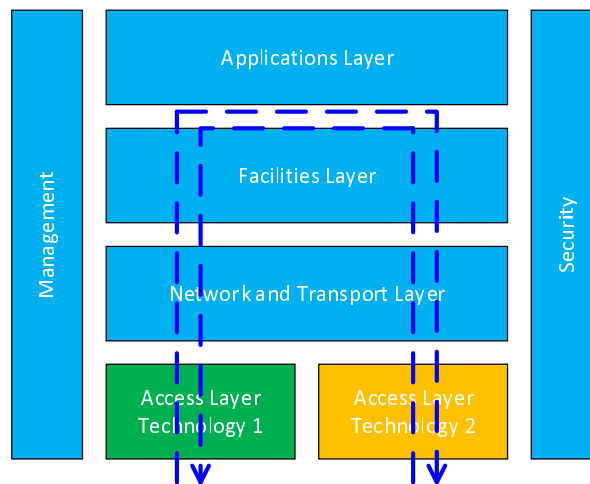 Applications Layer
Management
Facilities Layer
Security
Network and Transport Layer
Access Layer
Technology 1
Access Layer
Technology 2